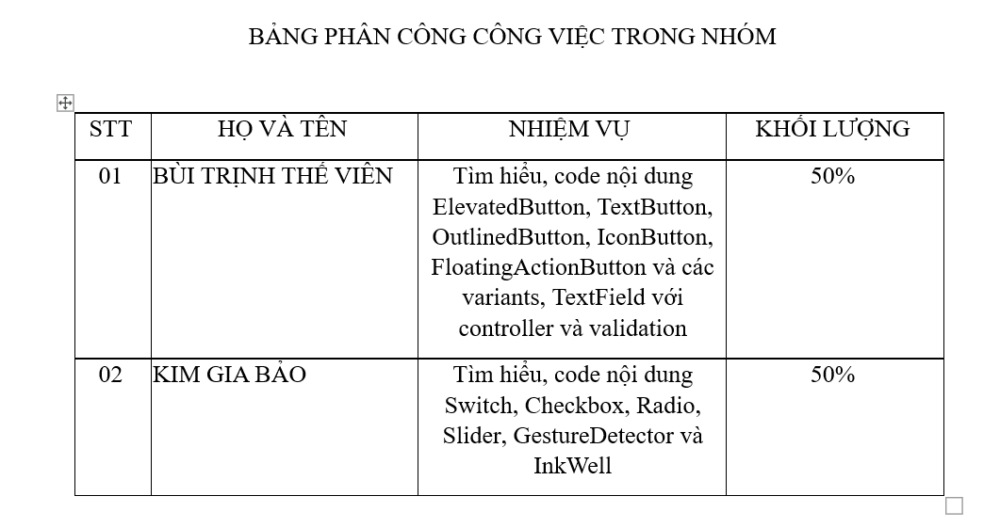 BẢNG PHÂN CÔNG CÔNG VIỆC TRONG NHÓM
STT HỌ VÀ TÊN NHIỆM VỤ KHỐI LƯỢNG
01 BÙI TRỊNH THẾ VIÊN Tìm hiểu, code nội dung 50%
ElevatedButton, TextButton,
OutlinedButton, IconButton,
FloatingActionButton và các
variants, TextField với
controller và validation
02 KIM GIA BẢO Tìm hiểu, code nội dung 50%
Switch, Checkbox, Radio,
Slider, GestureDetector và
InkWell